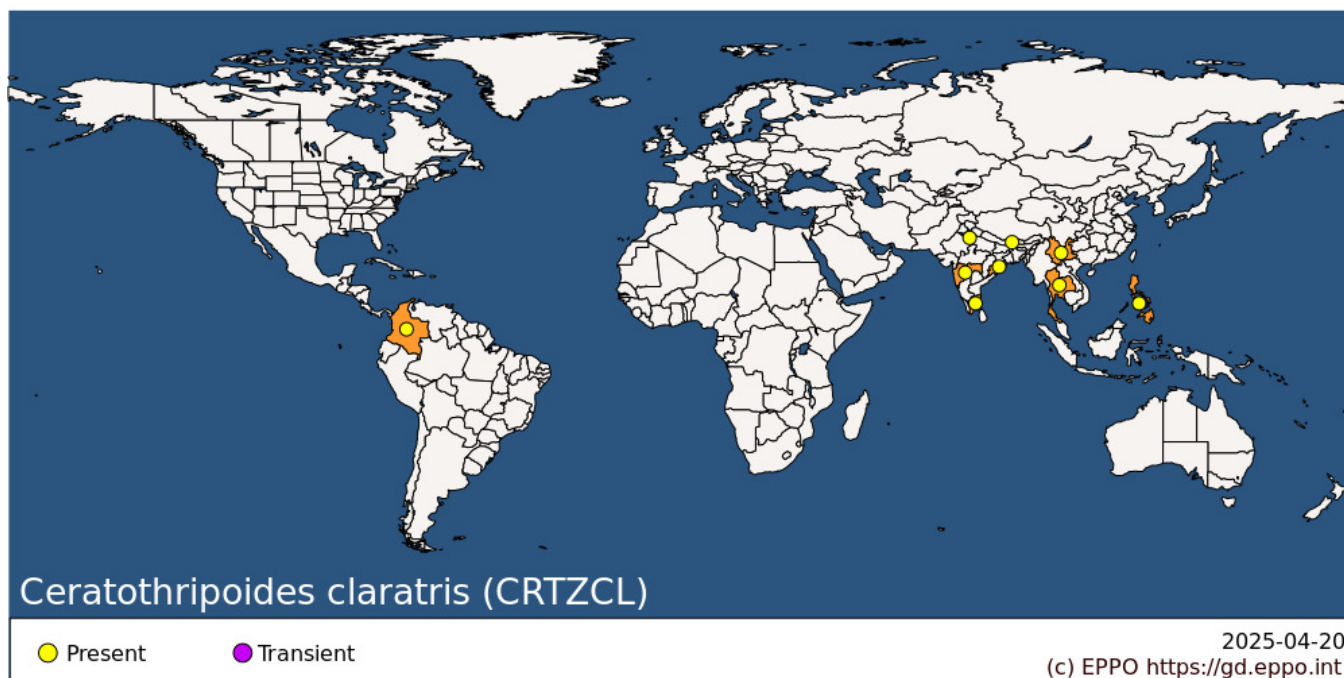 Ceratothripoides claratris (CRTZCL)
Present
Transient
2025-04-20
(c) EPPO https://gd.eppo.int